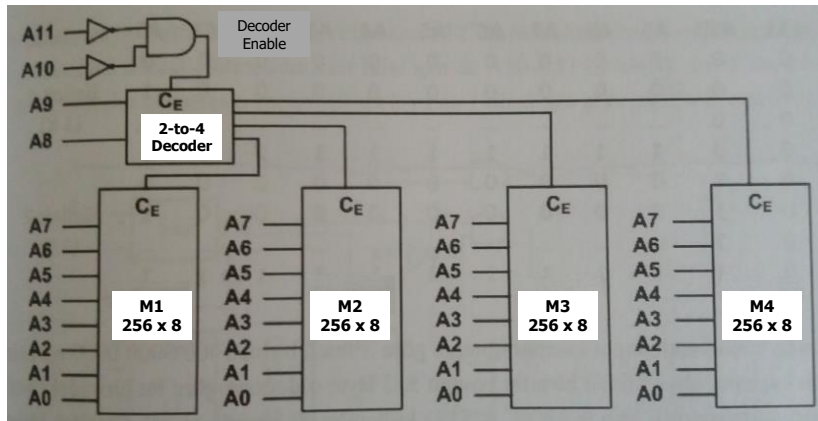 A11
Decoder
Enable
A10
CE
A9
2-to-4
Decoder
A8
CE
A7
A6
A5
A4
A3
A2
A1
A0
M1
256 x 8
CE
A7
A6
A5
A4
A3
A2
A1
A0
M2
256 x 8
CE
A7
A6
A5
A4
A3
A2
A1
A0
M3
256 x 8
CE
A7
A6
A5
A4
A3
A2
A1
A0
M4
256 x 8